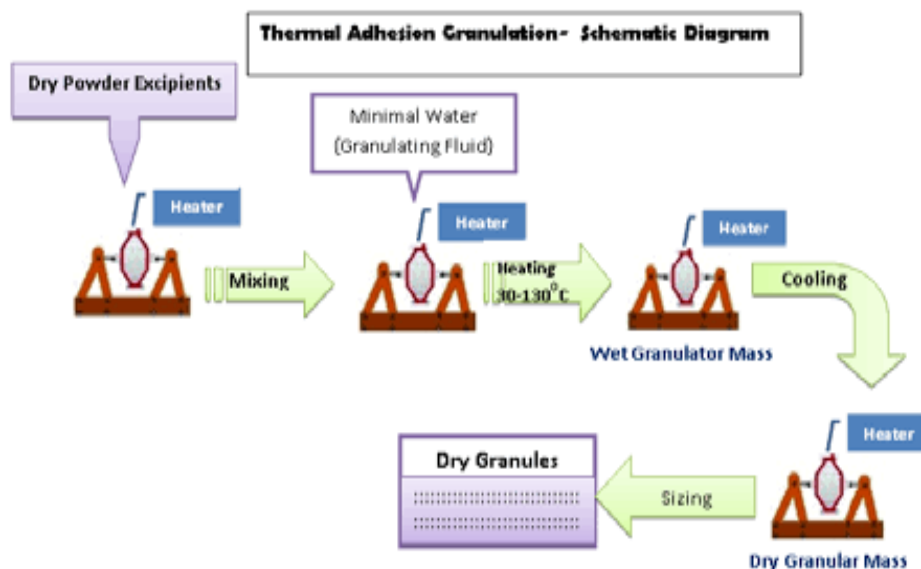 Thermal Adhesion Granulation- Schematic Diagram
Dry Powder Excipients
Minimal Water
(Granulating Fluid)
Heater
Heater
Heater
Mixing
Heating
30-130°C
Cooling
Wet Granulator Mass
Heater
Dry Granules
Sizing
Dry Granular Mass